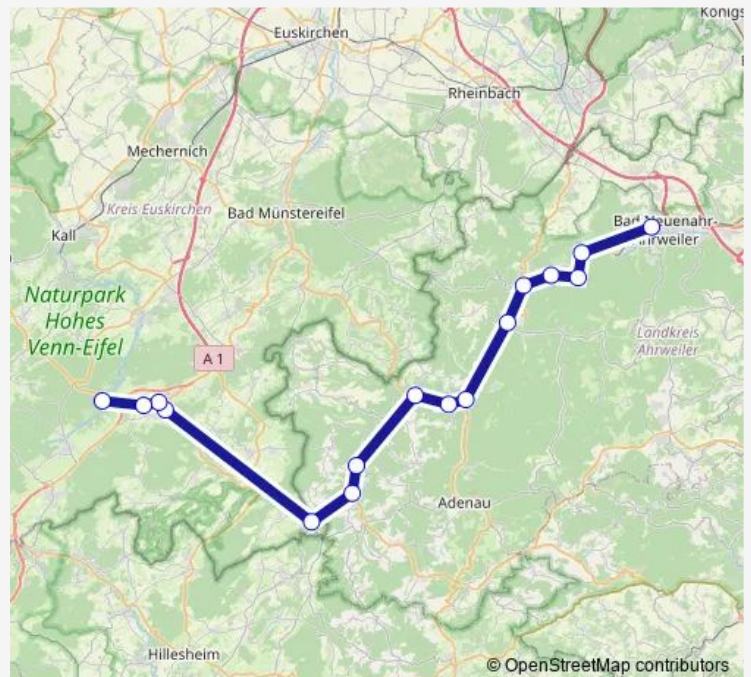 Königs
Euskirchen
Rheinbach
Mechernich
Kreis Euskirchen
Bad Münstereifel
Kall
Bad Neuenahr-
Ahrweiler
Naturpark
Hohes
Venn-Eifel
Landkreis
Ahrweiler
A 1
Adenau
Hillesheim
© OpenStreetMap contributors